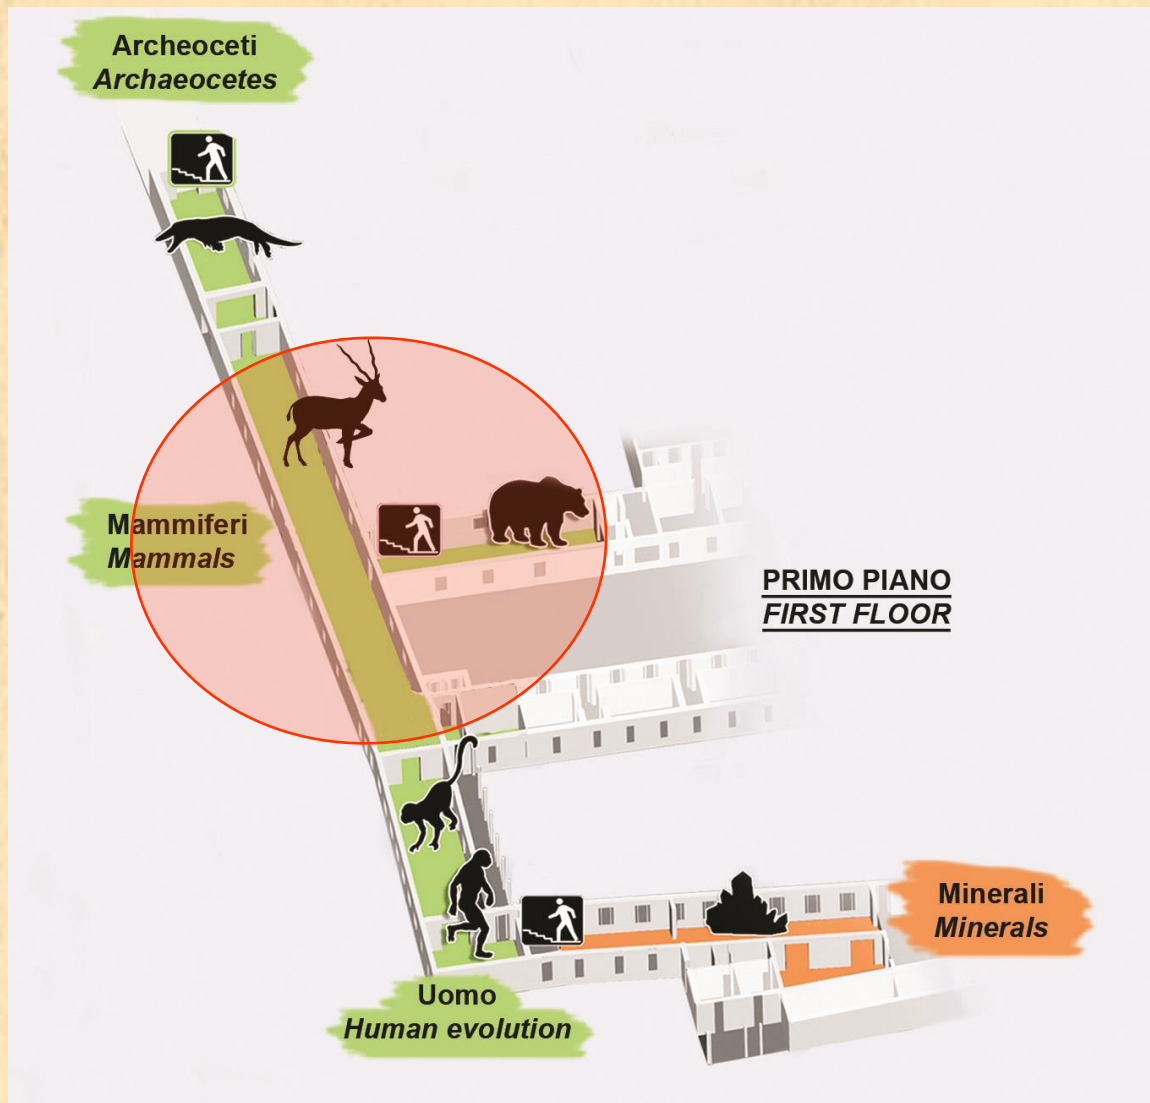 Archeoceti
Archaeocetes
Mammiferi
Mammals
PRIMO PIANO
FIRST FLOOR
Minerali
Minerals
Uomo
Human evolution